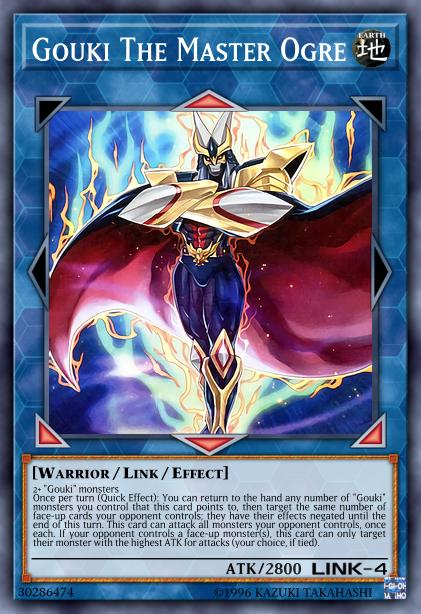 GOUKI THE MASTER OGRE
EARTH
地
[WARRIOR / LINK / EFFECT]
2+ "Gouki" monsters
Once per turn (Quick Effect): You can return to the hand any number of "Gouki"
monsters you control that this card points to, then target the same number of
face-up cards your opponent controls; they have their effects negated until the
end of this turn. This card can attack all monsters your opponent controls, once
each. If your opponent controls a face-up monster(s), this card can only target
their monster with the highest ATK for attacks (your choice, if tied).
ATK/2800 LINK-4
30286474
©1996 KAZUKI TAKAHASHI